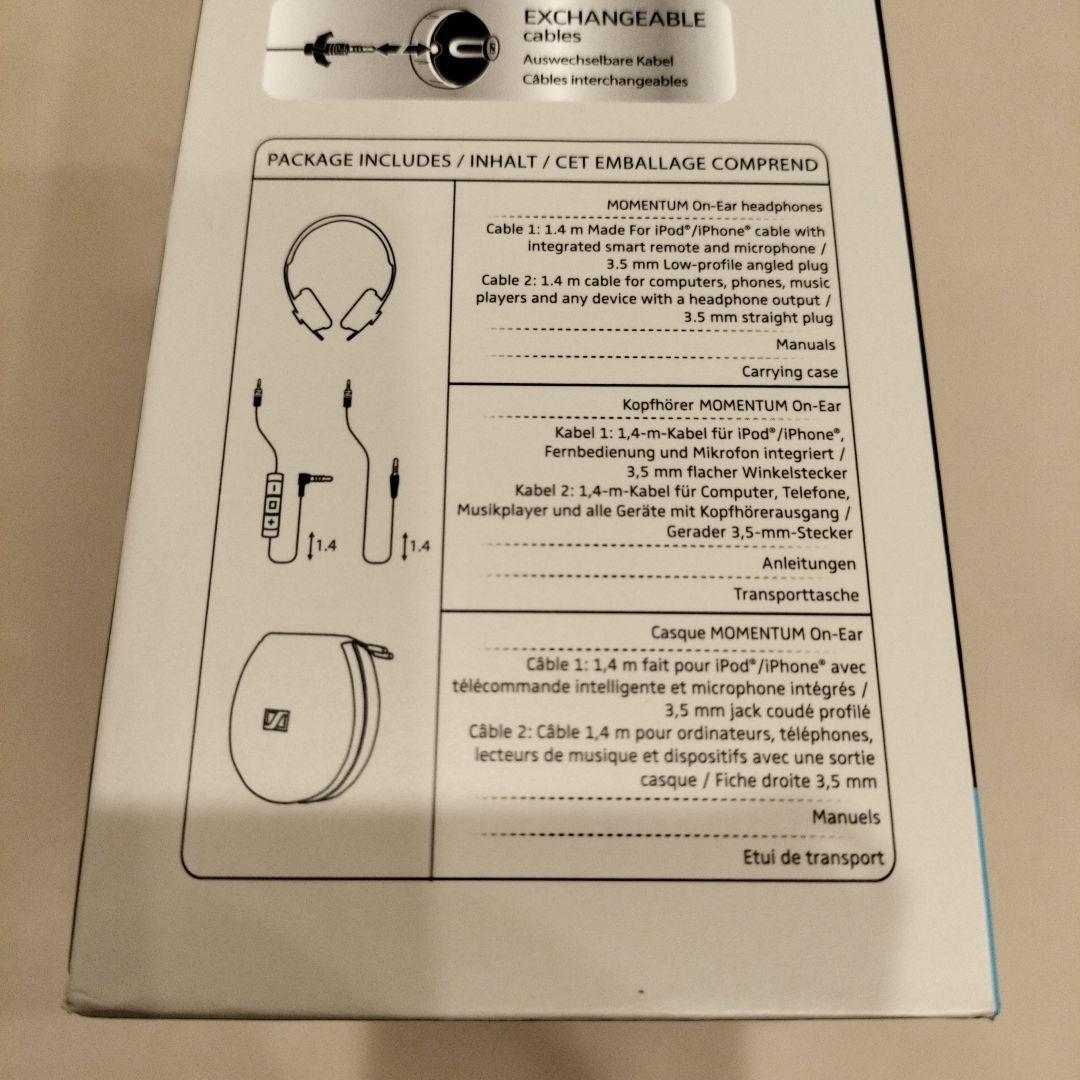 EXCHANGEABLE
cables
Auswechselbare Kabel
Câbles interchangeables
PACKAGE INCLUDES / INHALT / CET EMBALLAGE COMPREND
MOMENTUM On-Ear headphones
Cable 1: 1.4 m Made For iPod®/iPhone® cable with
integrated smart remote and microphone /
3.5 mm Low-profile angled plug
Cable 2: 1.4 m cable for computers, phones, music
players and any device with a headphone output /
3.5 mm straight plug
Manuals
Carrying case
1.4
1.4
Kopfhörer MOMENTUM On-Ear
Kabel 1: 1,4-m-Kabel für iPod®/iPhone®,
Fernbedienung und Mikrofon integriert /
3,5 mm flacher Winkelstecker
Kabel 2: 1,4-m-Kabel für Computer, Telefone,
Musikplayer und alle Geräte mit Kopfhörerausgang /
Gerader 3,5-mm-Stecker
Anleitungen
Transporttasche
Casque MOMENTUM On-Ear
Câble 1: 1,4 m fait pour iPod®/iPhone® avec
télécommande intelligente et microphone intégrés /
3,5 mm jack coudé profilé
Câble 2: Câble 1,4 m pour ordinateurs, téléphones,
lecteurs de musique et dispositifs avec une sortie
casque / Fiche droite 3,5 mm
Manuels
Etui de transport